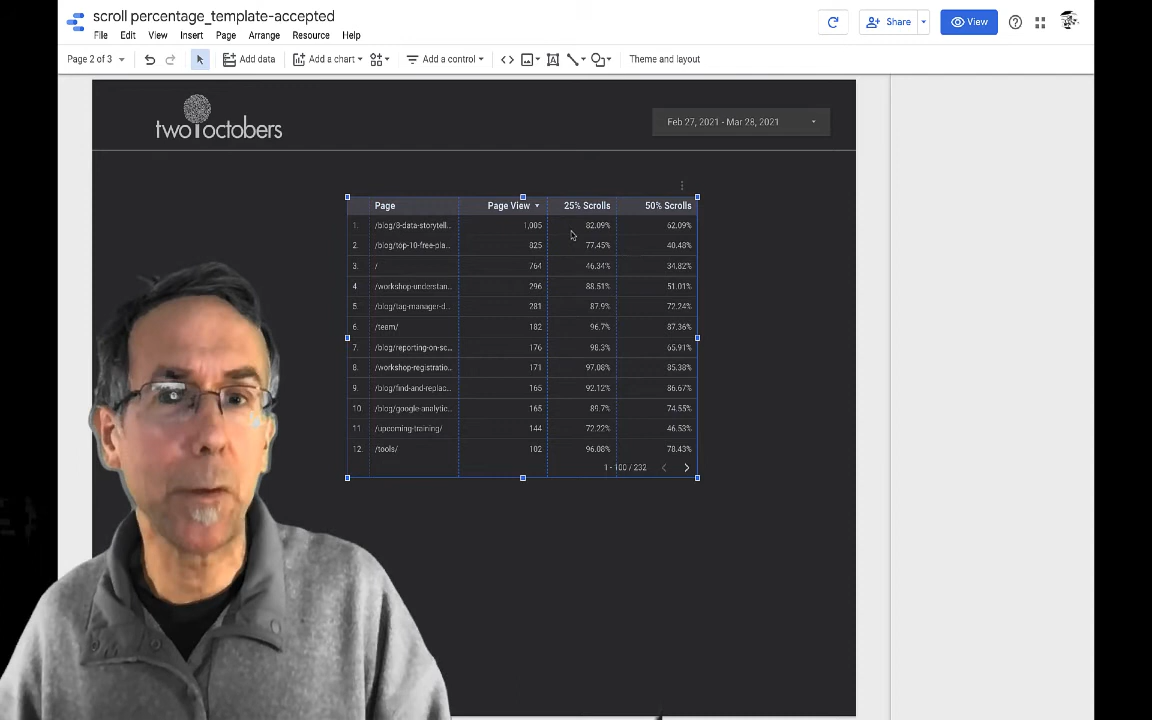 scroll percentage_template-accepted
File Edit View Insert Page Arrange Resource Help
Share
View
Page 2 of 3
Add data
Add a chart
Add a control
Theme and layout
two octobers
Feb 27, 2021 - Mar 28, 2021
Page Page View 25% Scrolls 50% Scrolls
1. /blog/8-data-storytell... 1,005 82.09% 62.09%
2. /blog/top-10-free-pla... 825 77.45% 40.48%
3. / 764 46.34% 34.82%
4. /workshop-understan... 296 88.51% 51.01%
5. /blog/tag-manager-d... 281 87.9% 72.24%
6. /team/ 182 96.7% 87.36%
7. /blog/reporting-on-sc... 176 98.3% 65.91%
8. /workshop-registratio... 171 97.08% 85.38%
9. /blog/find-and-replac... 165 92.12% 86.67%
10. /blog/google-analytic... 165 89.7% 74.55%
11. /upcoming-training/ 144 72.22% 46.53%
12. /tools/ 102 96.08% 78.43%
1 - 100 / 232